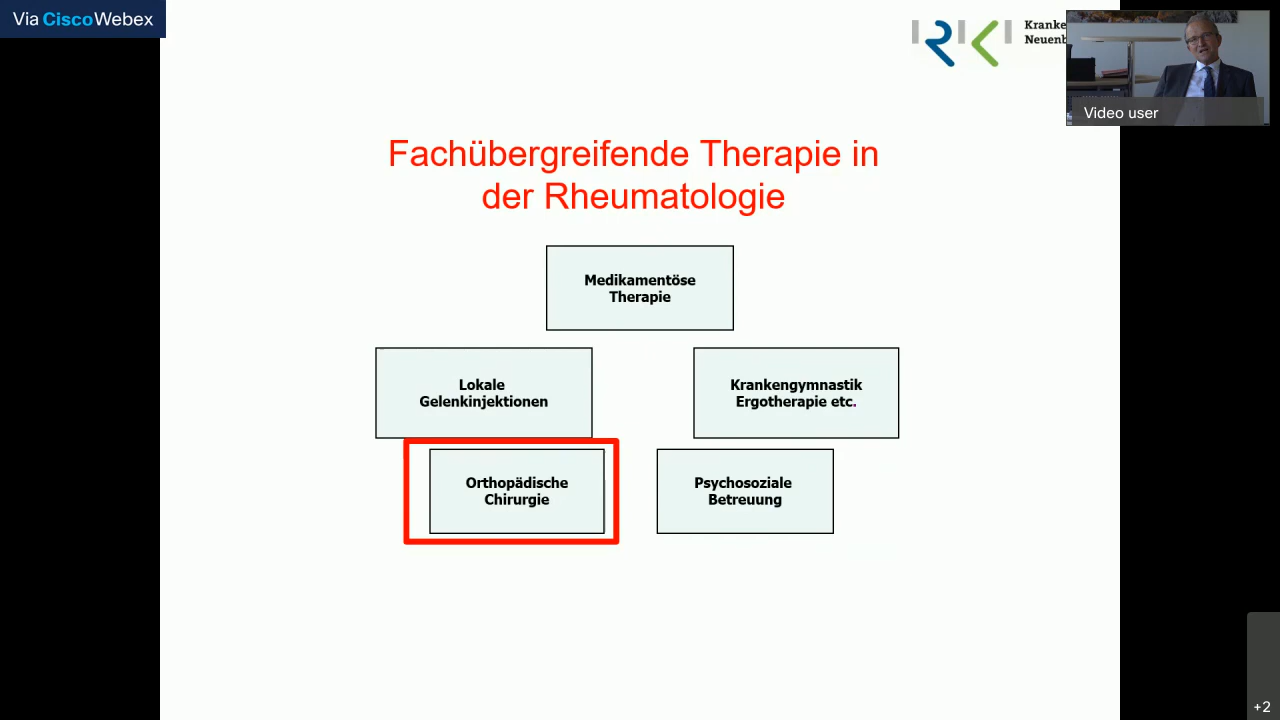 Via CiscoWebex
Kranke
Neuenb
Video user
Fachübergreifende Therapie in
der Rheumatologie
Medikamentöse
Therapie
Lokale
Gelenkinjektionen
Krankengymnastik
Ergotherapie etc.
Orthopädische
Chirurgie
Psychosoziale
Betreuung
+2